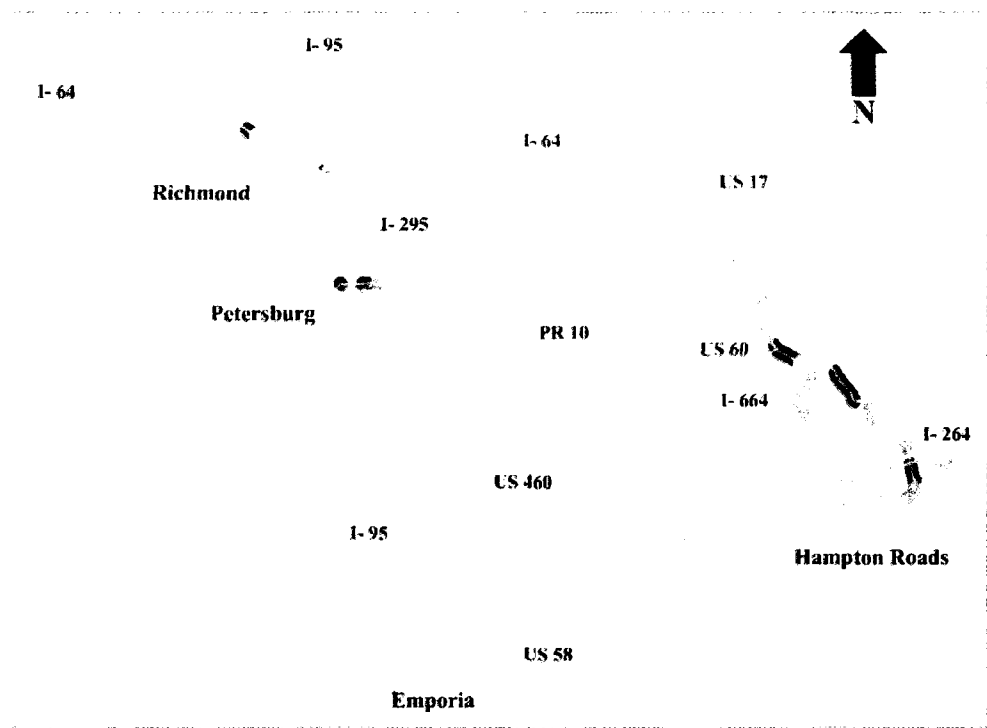 I- 95
I- 64
N
I- 64
US 17
Richmond
I- 295
Petersburg
PR 10
US 60
I- 664
I- 264
US 460
I- 95
Hampton Roads
US 58
Emporia